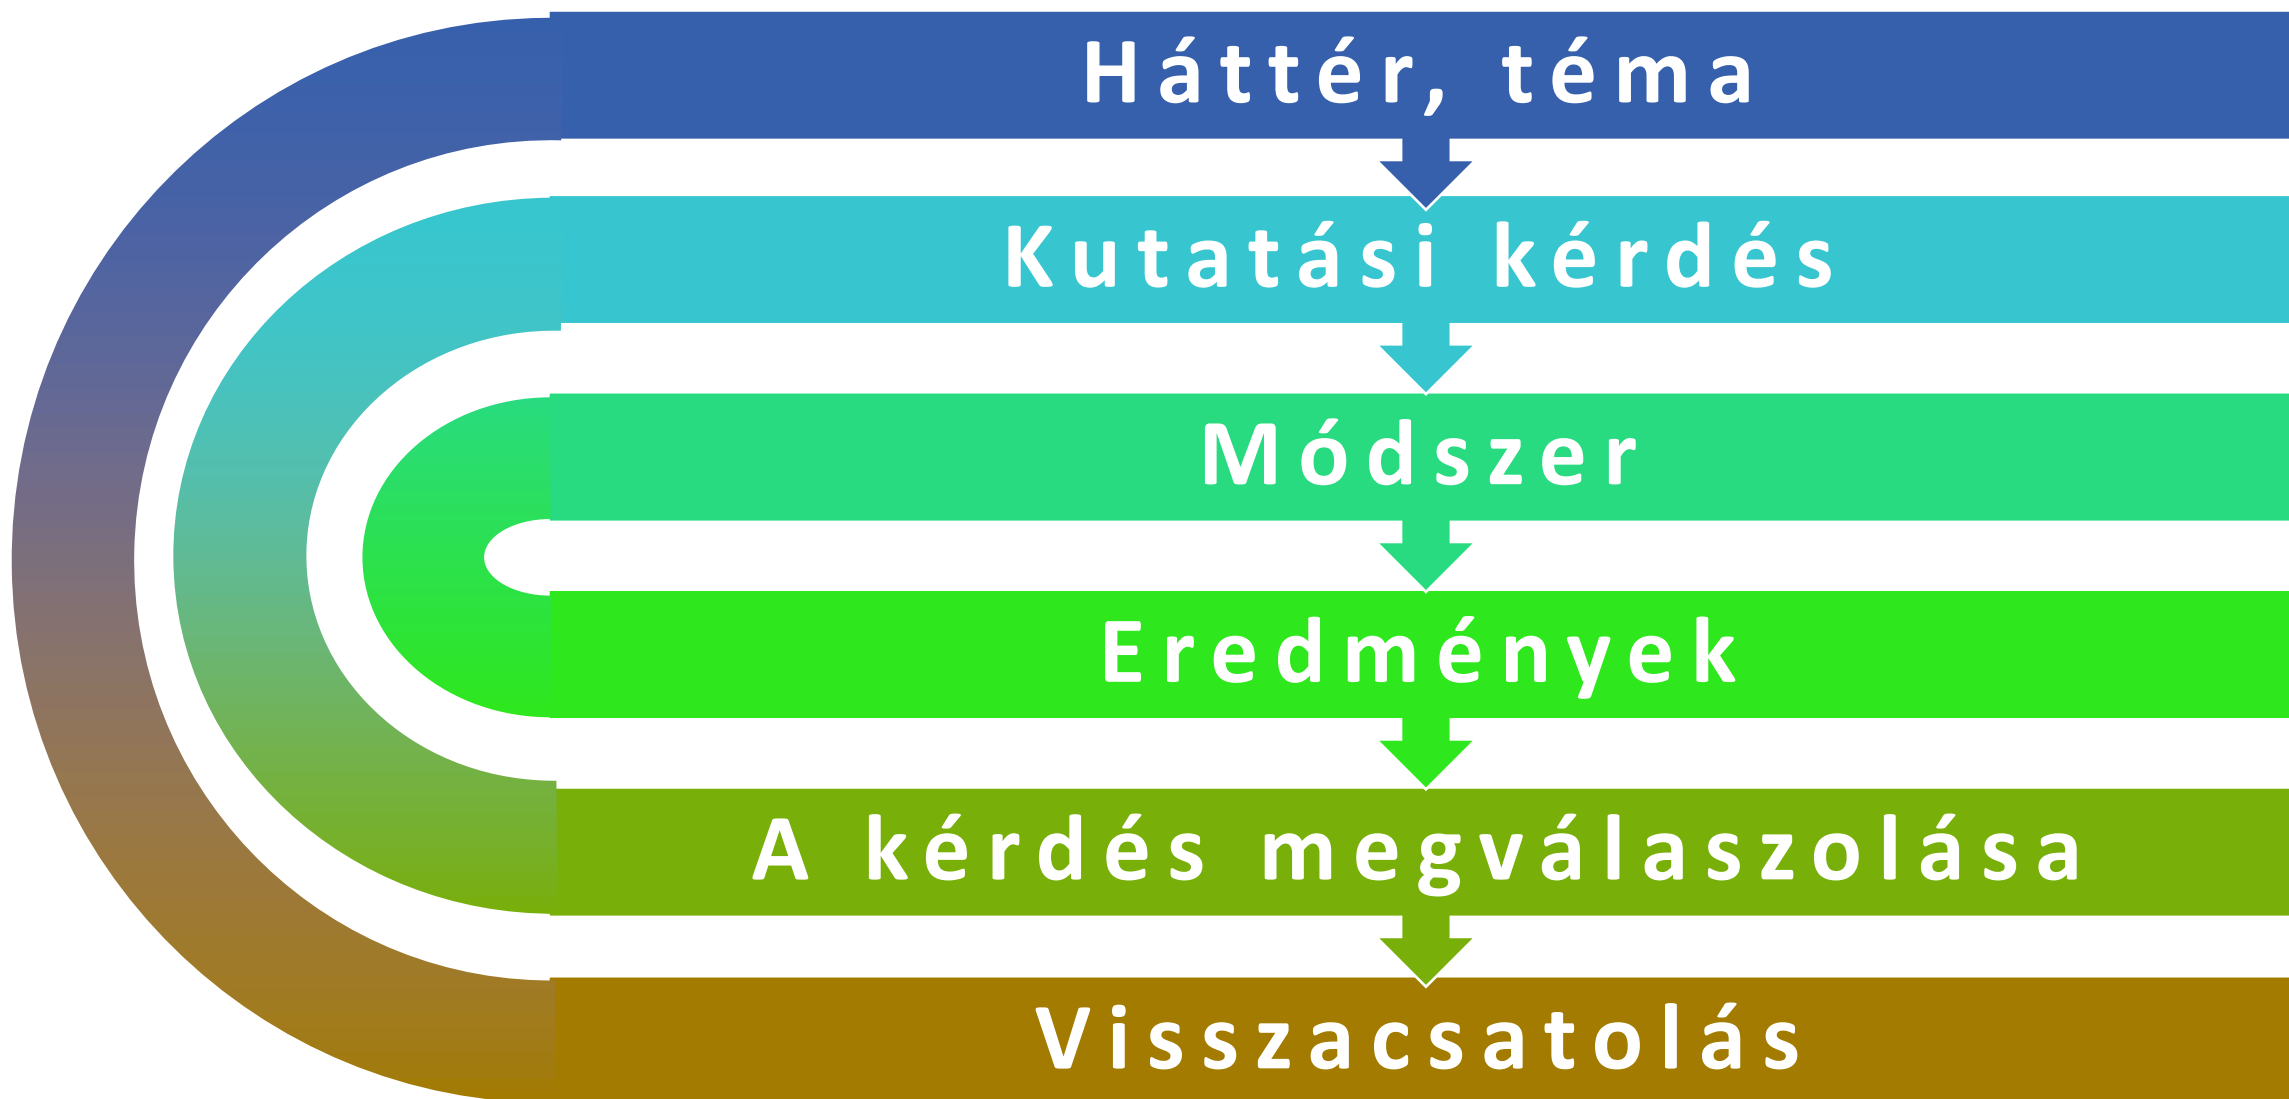 Háttér, téma
Kutatási kérdés
Módszer
Eredmények
A kérdés megválaszolása
Visszacsatolás